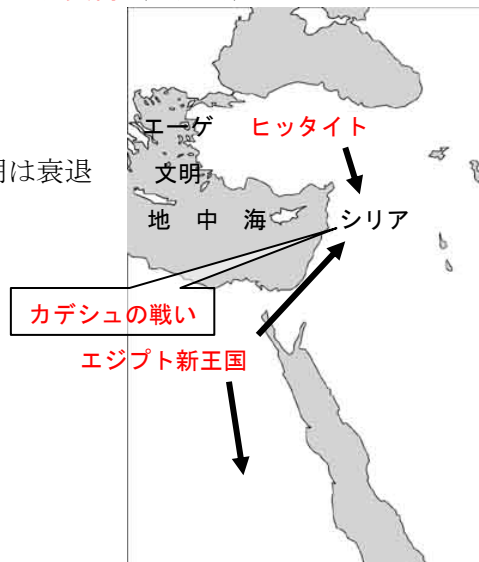 エーゲ ヒッタイト
明は衰退 文明
地中海 シリア
カデシュの戦い
エジプト新王国